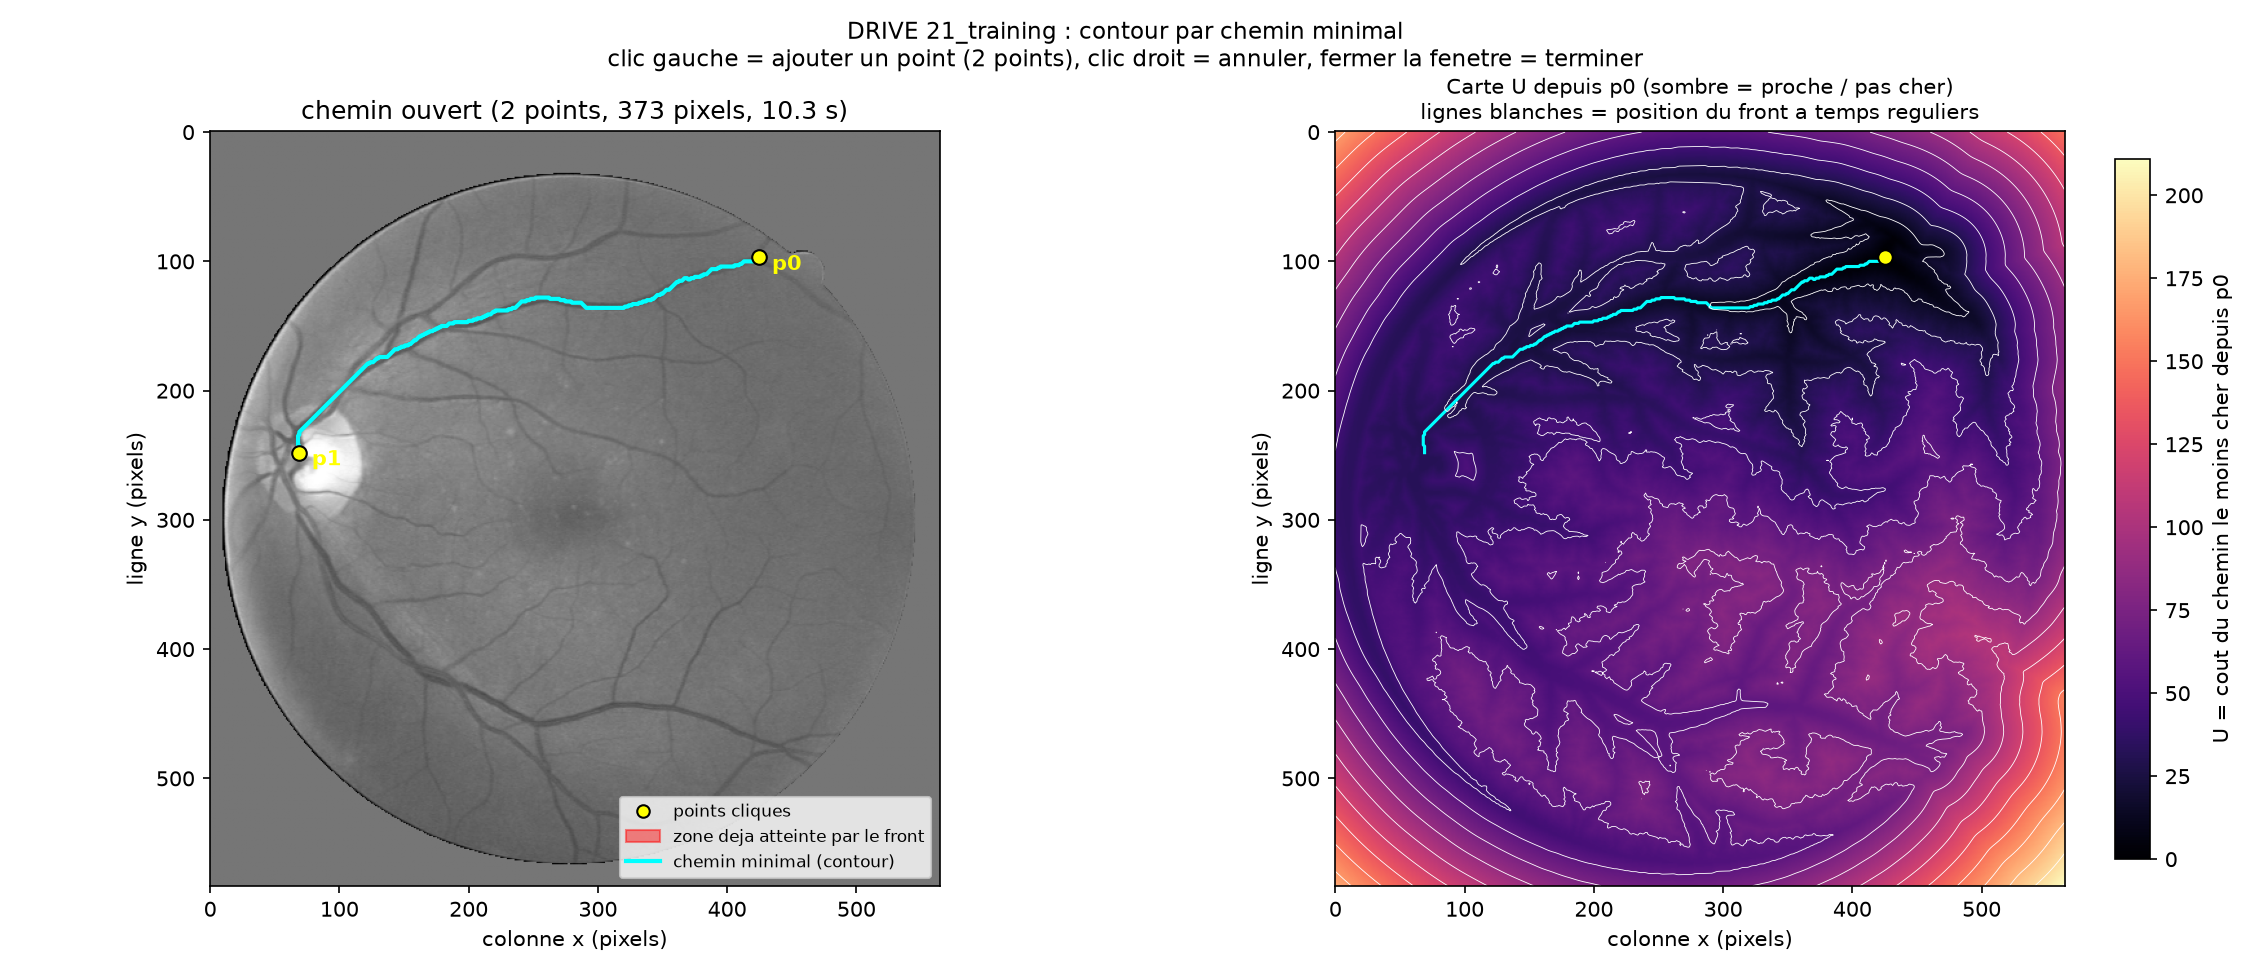 DRIVE 21_training : contour par chemin minimal
clic gauche = ajouter un point (2 points), clic droit = annuler, fermer la fenetre = terminer
chemin ouvert (2 points, 373 pixels, 10.3 s)
0
100
200
300
400
500
ligne y (pixels)
p0
p1
points cliques
zone deja atteinte par le front
chemin minimal (contour)
0
100
200
300
400
500
colonne x (pixels)
Carte U depuis p0 (sombre = proche / pas cher)
lignes blanches = position du front a temps reguliers
0
100
200
300
400
500
ligne y (pixels)
0
100
200
300
400
500
colonne x (pixels)
200
175
150
125
100
75
50
25
0
U = cout du chemin le moins cher depuis p0